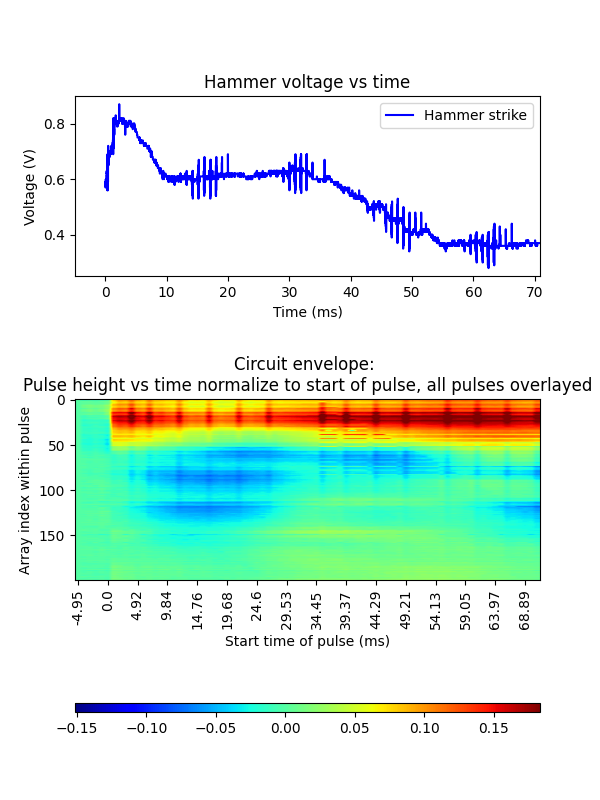 Hammer voltage vs time
Hammer strike
Voltage (V)
0.8
0.6
0.4
0 10 20 30 40 50 60 70
Time (ms)
Circuit envelope:
Pulse height vs time normalize to start of pulse, all pulses overlayed
Array index within pulse
0
50
100
150
-4.95 0.0 4.92 9.84 14.76 19.68 24.6 29.53 34.45 39.37 44.29 49.21 54.13 59.05 63.97 68.89
Start time of pulse (ms)
−0.15 −0.10 −0.05 0.00 0.05 0.10 0.15